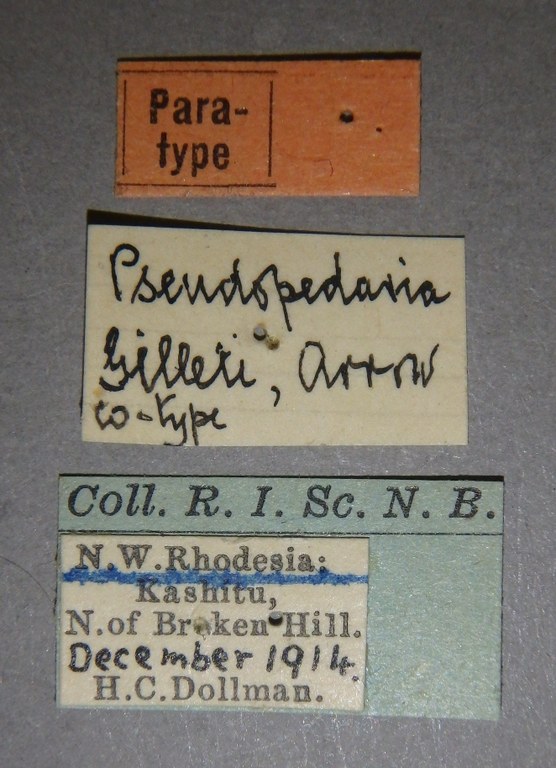 Para-
type
Pseudopedaria
Gilleti, Arrow
co-type
Coll. R. I. Sc. N. B.
N.W.Rhodesia:
Kashitu,
N.of Broken Hill.
December 1914.
H.C.Dollman.